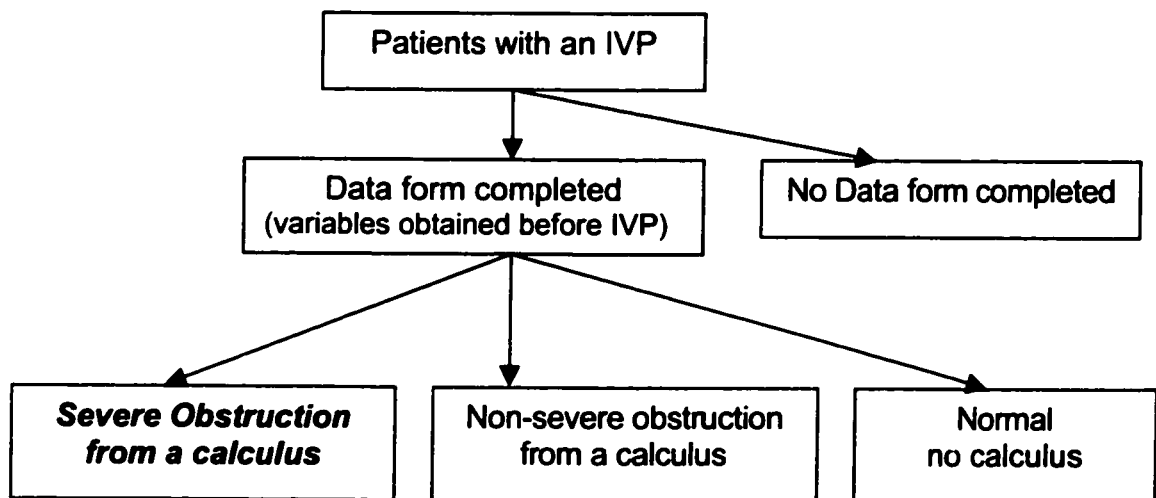 Patients with an IVP
Data form completed
(variables obtained before IVP)
No Data form completed
Severe Obstruction
from a calculus
Non-severe obstruction
from a calculus
Normal
no calculus